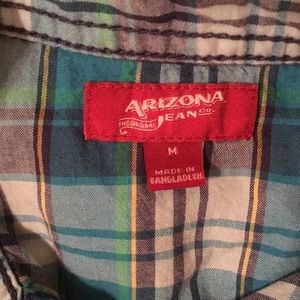 ARIZONA
THE ORIGINAL JEAN CO.
M
MADE IN
BANGLADESH